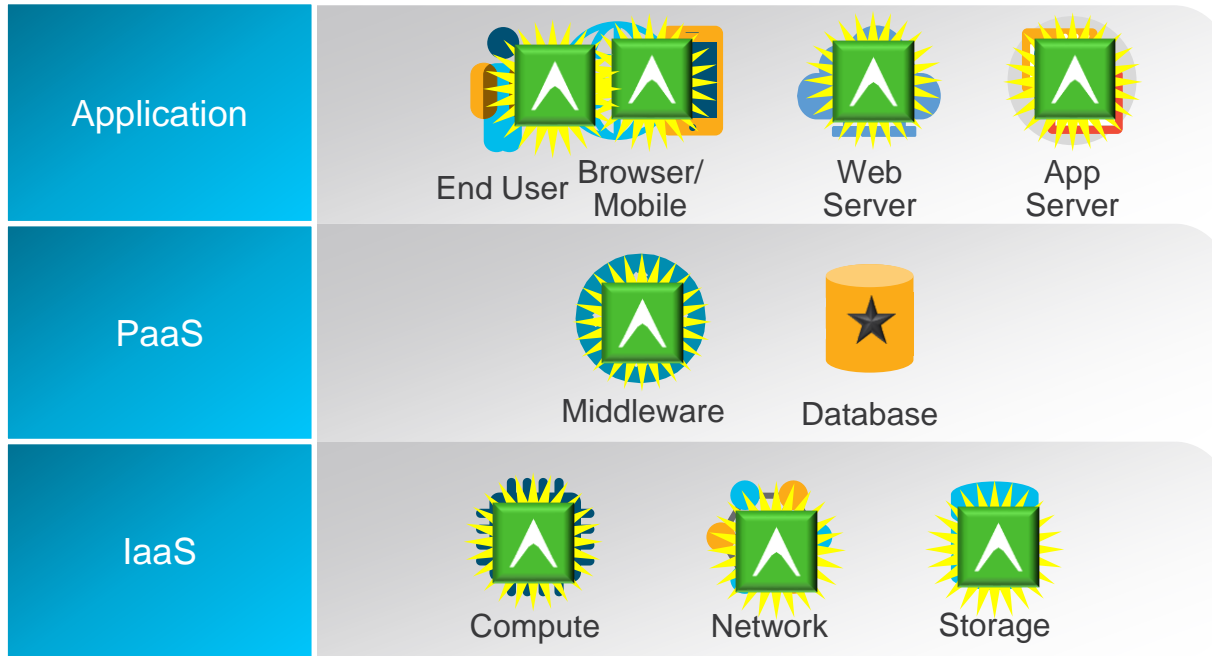 Application
End User
Browser/
Mobile
Web
Server
App
Server
PaaS
Middleware
Database
IaaS
Compute
Network
Storage